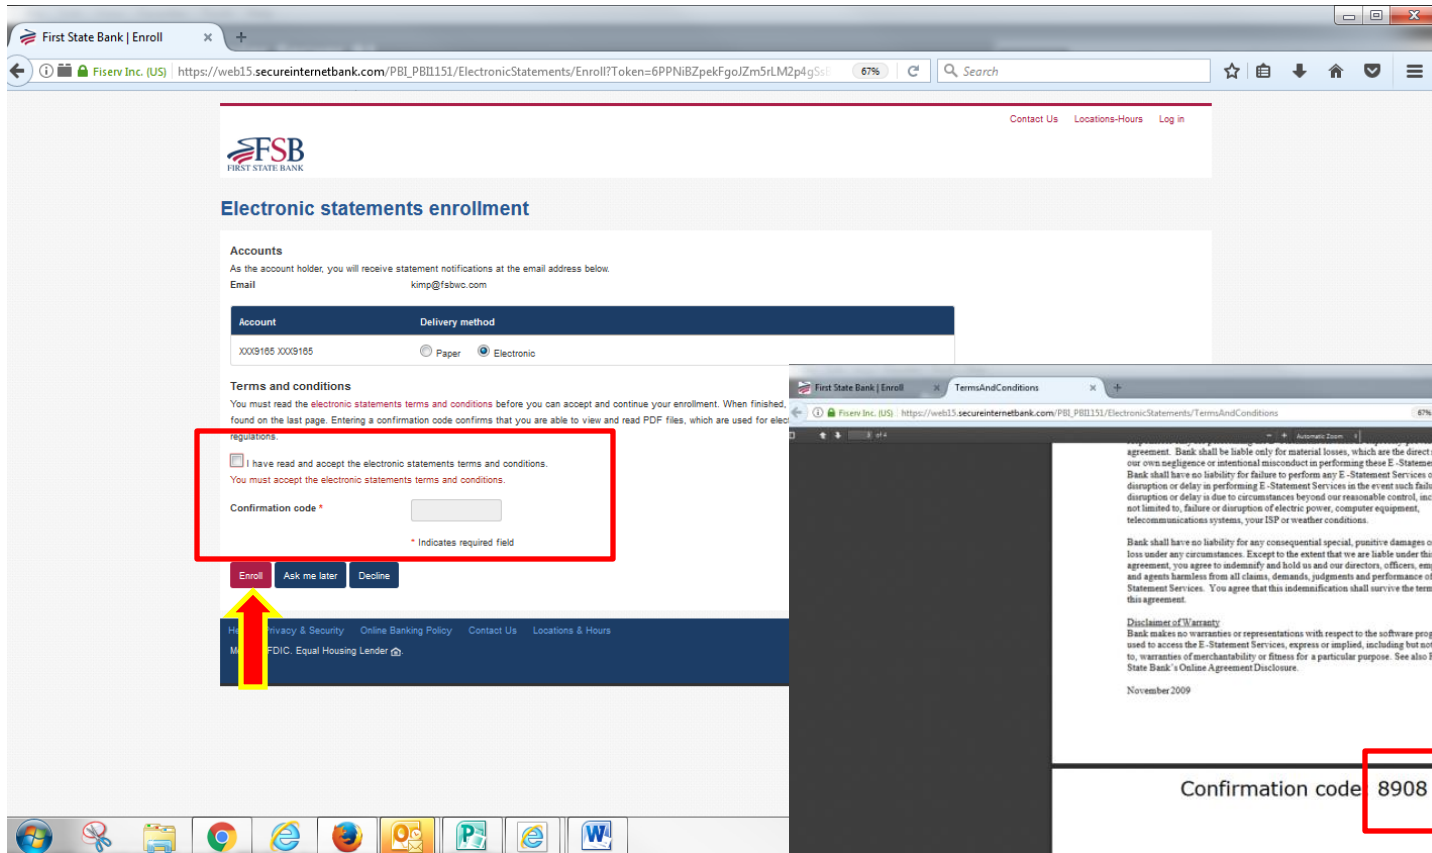 First State Bank | Enroll
Fiserv Inc. (US) https://web15.secureinternetbank.com/PBI_PBI1151/ElectronicStatements/Enroll?Token=6PPNiBZpekFgoJZm5rLM2p4gSs 67% Search
Contact Us Locations-Hours Log in
FSB
FIRST STATE BANK
Electronic statements enrollment
Accounts
As the account holder, you will receive statement notifications at the email address below.
Email kimp@fsbwc.com
Account Delivery method
XXX9165 XXX9165 Paper Electronic
Terms and conditions
You must read the electronic statements terms and conditions before you can accept and continue your enrollment. When finished,
found on the last page. Entering a confirmation code confirms that you are able to view and read PDF files, which are used for elec
regulations.
I have read and accept the electronic statements terms and conditions.
You must accept the electronic statements terms and conditions.
Confirmation code *
* Indicates required field
Enroll Ask me later Decline
Privacy & Security Online Banking Policy Contact Us Locations & Hours
FDIC. Equal Housing Lender
First State Bank | Enroll TermsAndConditions
Fiserv Inc. (US) https://web15.secureinternetbank.com/PBI_PBI1151/ElectronicStatements/TermsAndConditions 67%
3 of 4 Automatic Zoom
agreement. Bank shall be liable only for material losses, which are the direct
our own negligence or intentional misconduct in performing these E-Stateme
Bank shall have no liability for failure to perform any E-Statement Services o
disruption or delay in performing E-Statement Services in the event such failu
disruption or delay is due to circumstances beyond our reasonable control, inc
not limited to, failure or disruption of electric power, computer equipment,
telecommunications systems, your ISP or weather conditions.
Bank shall have no liability for any consequential special, punitive damages o
loss under any circumstances. Except to the extent that we are liable under this
agreement, you agree to indemnify and hold us and our directors, officers, emp
and agents harmless from all claims, demands, judgments and performance of
Statement Services. You agree that this indemnification shall survive the term
this agreement.
Disclaimer of Warranty
Bank makes no warranties or representations with respect to the software prog
used to access the E-Statement Services, express or implied, including but not
to, warranties of merchantability or fitness for a particular purpose. See also F
State Bank's Online Agreement Disclosure.
November 2009
Confirmation code: 8908